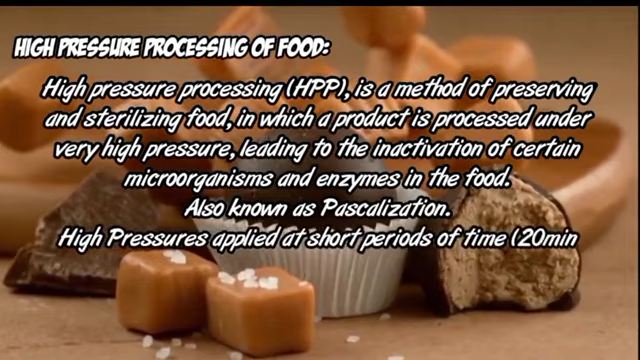 HIGH PRESSURE PROCESSING OF FOOD:
High pressure processing (HPP), is a method of preserving
and sterilizing food, in which a product is processed under
very high pressure, leading to the inactivation of certain
microorganisms and enzymes in the food.
Also known as Pascalization.
High Pressures applied at short periods of time (20min